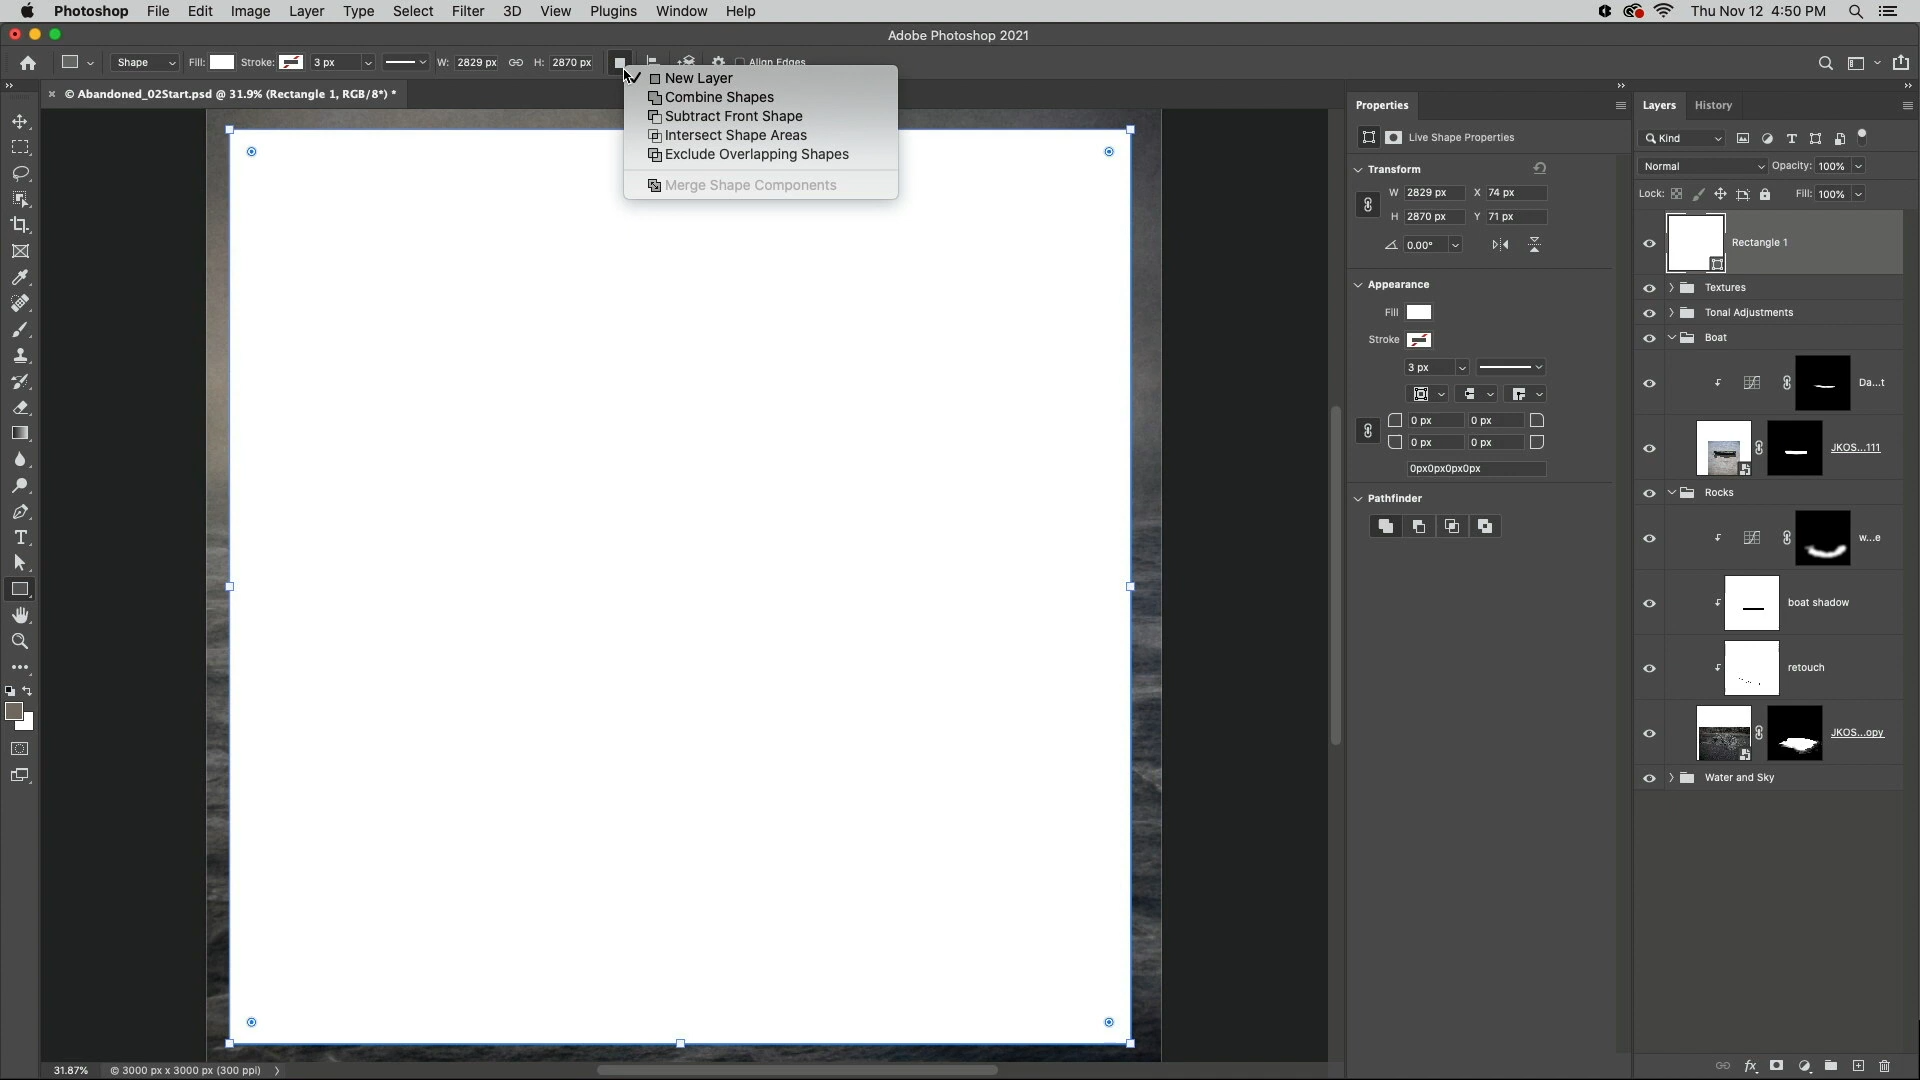 Photoshop File Edit Image Layer Type Select Filter 3D View Plugins Window Help Thu Nov 12 4:50 PM
Adobe Photoshop 2021
Shape Fill: Stroke: 3 px W: 2829 px H: 2870 px Align Edges
× © Abandoned_02Start.psd @ 31.9% (Rectangle 1, RGB/8*) *
New Layer
Combine Shapes
Subtract Front Shape
Intersect Shape Areas
Exclude Overlapping Shapes
Merge Shape Components
Properties
Live Shape Properties
Transform
W 2829 px X 74 px
H 2870 px Y 71 px
0.00°
Appearance
Fill
Stroke
3 px
0 px 0 px
0 px 0 px
0px0px0px0px
Pathfinder
Layers History
Kind
Normal Opacity: 100%
Lock: Fill: 100%
Rectangle 1
Textures
Tonal Adjustments
Boat
Da...t
JKOS...111
Rocks
w...e
boat shadow
retouch
JKOS...opy
Water and Sky
31.87% © 3000 px x 3000 px (300 ppi)